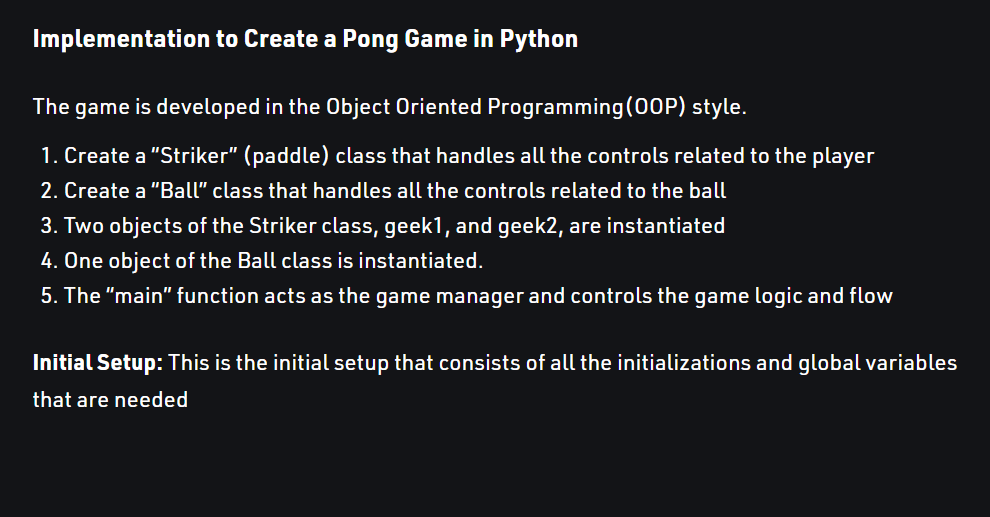 Implementation to Create a Pong Game in Python
The game is developed in the Object Oriented Programming(OOP) style.
1. Create a “Striker” (paddle) class that handles all the controls related to the player
2. Create a “Ball” class that handles all the controls related to the ball
3. Two objects of the Striker class, geek1, and geek2, are instantiated
4. One object of the Ball class is instantiated.
5. The “main” function acts as the game manager and controls the game logic and flow
Initial Setup: This is the initial setup that consists of all the initializations and global variables
that are needed